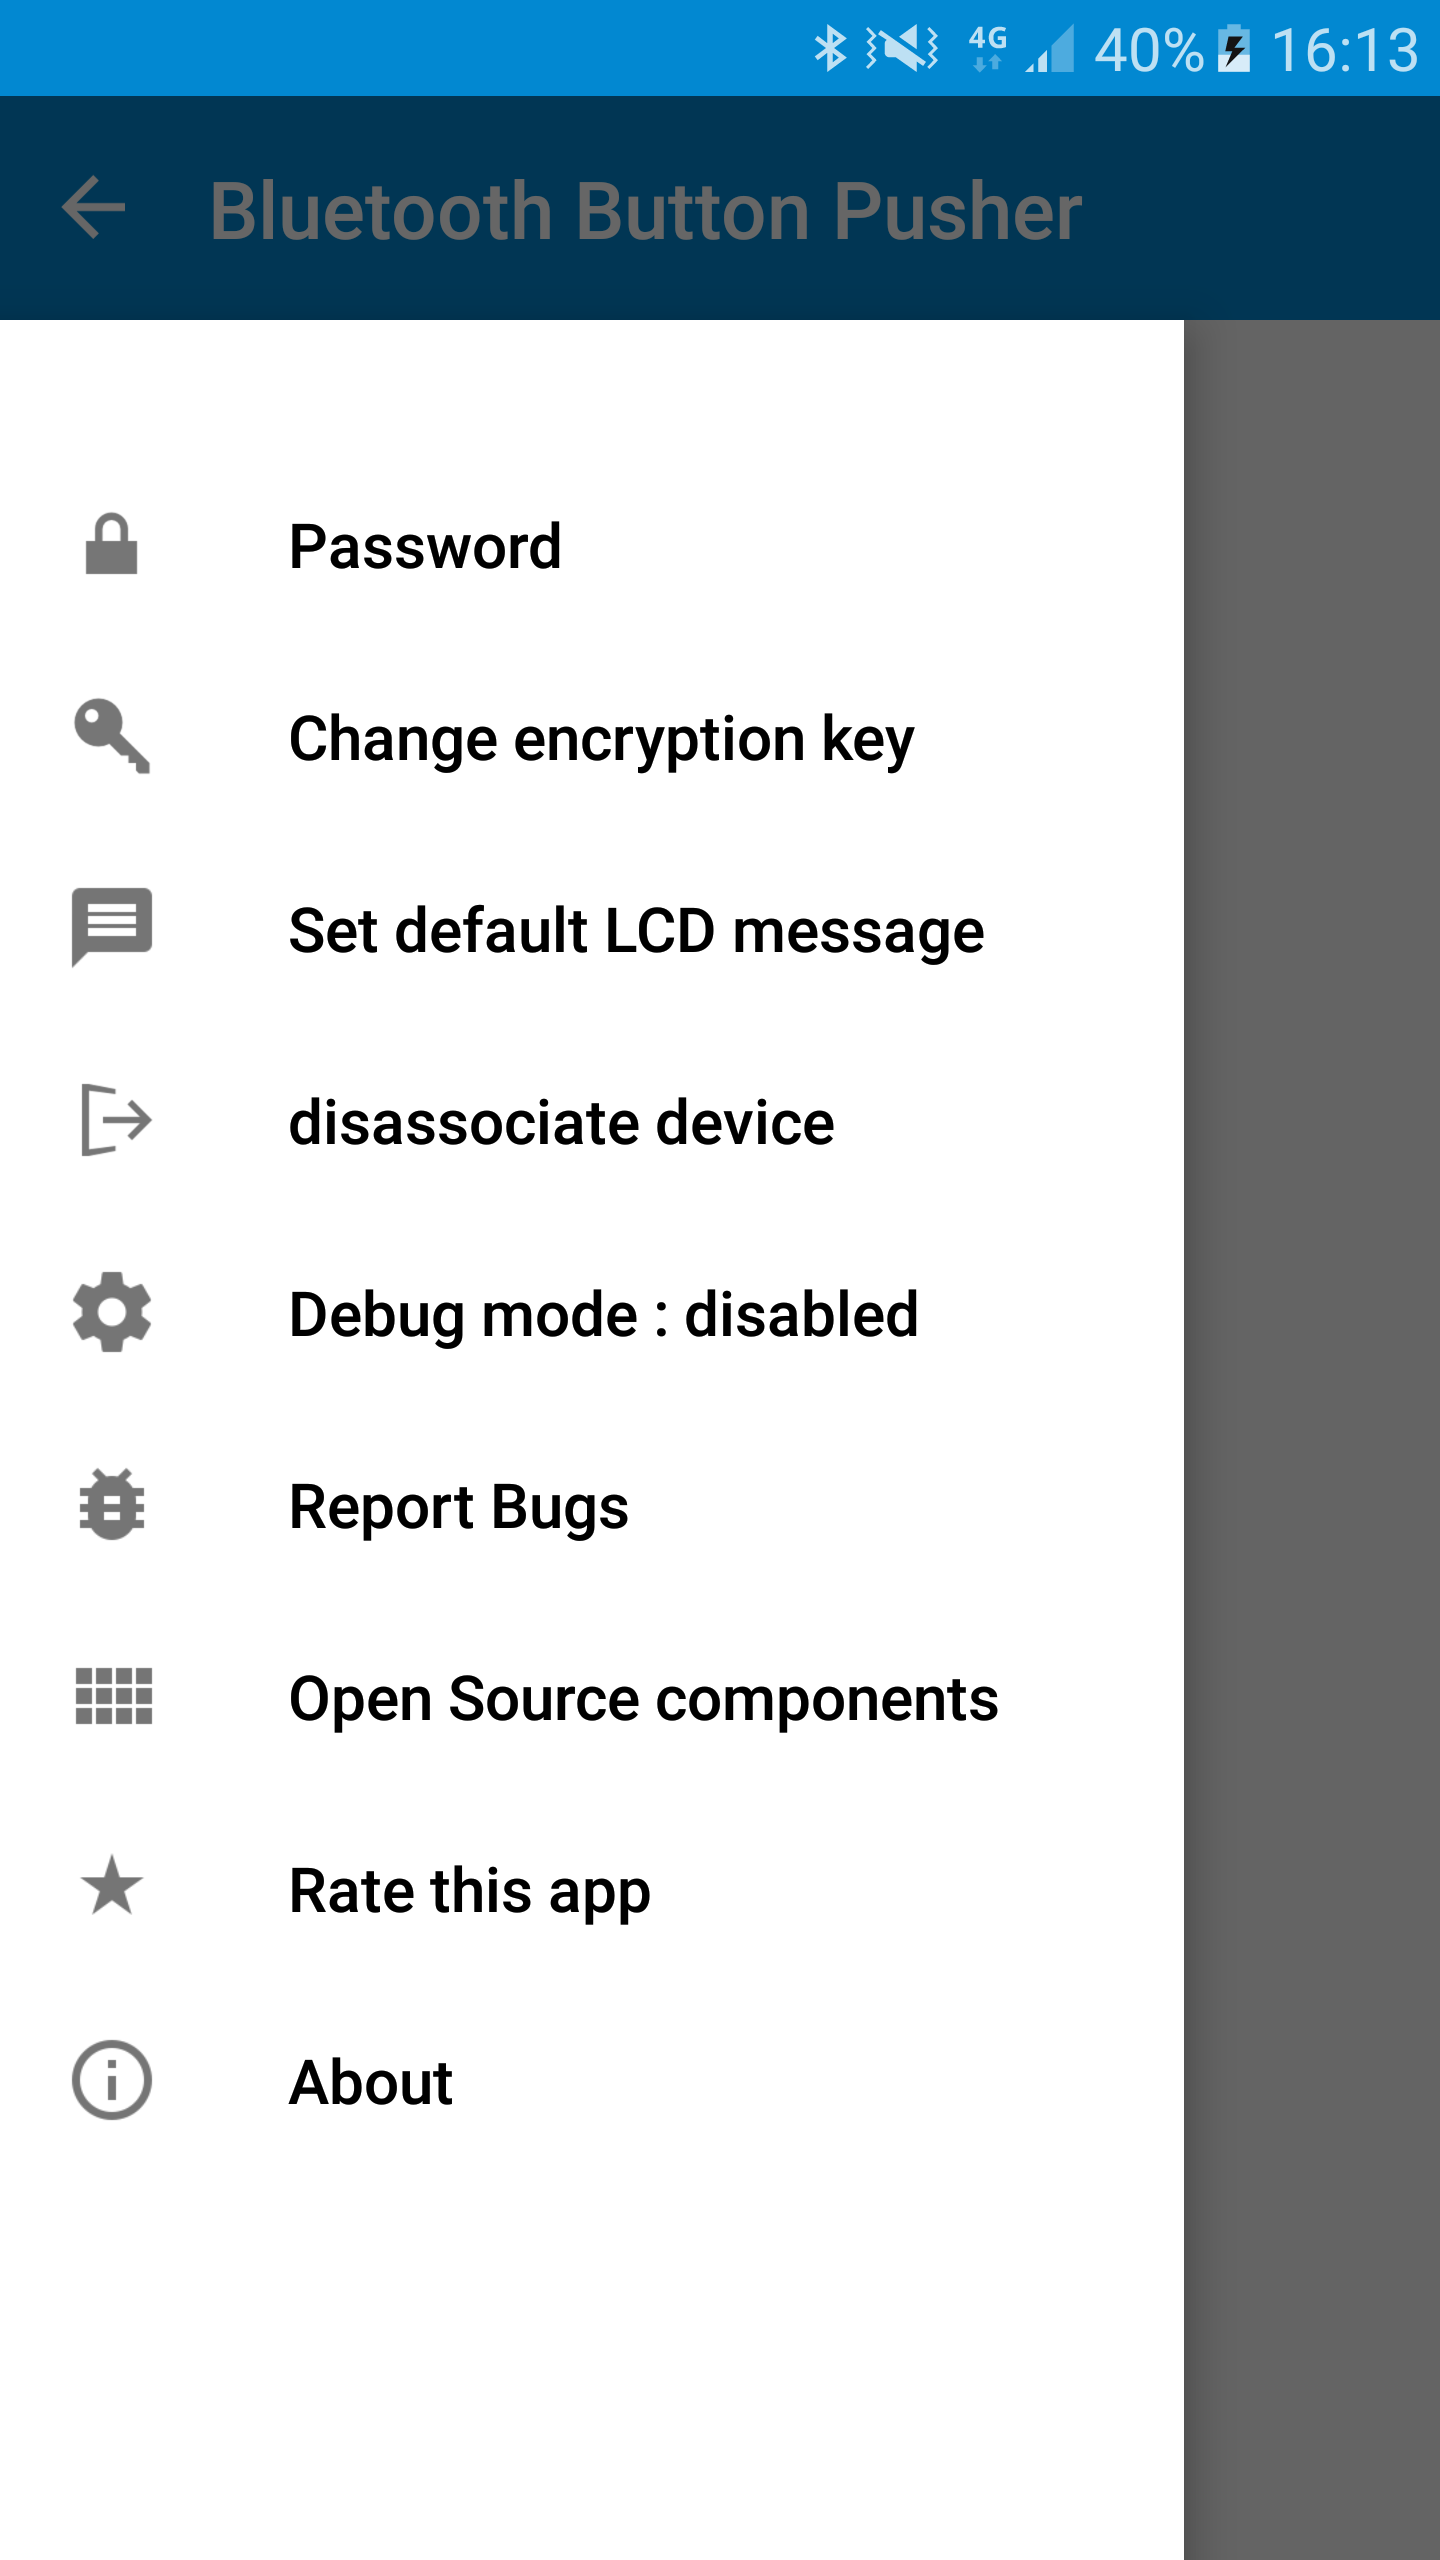 4G 40% 16:13
Bluetooth Button Pusher
Password
Change encryption key
Set default LCD message
disassociate device
Debug mode : disabled
Report Bugs
Open Source components
Rate this app
About